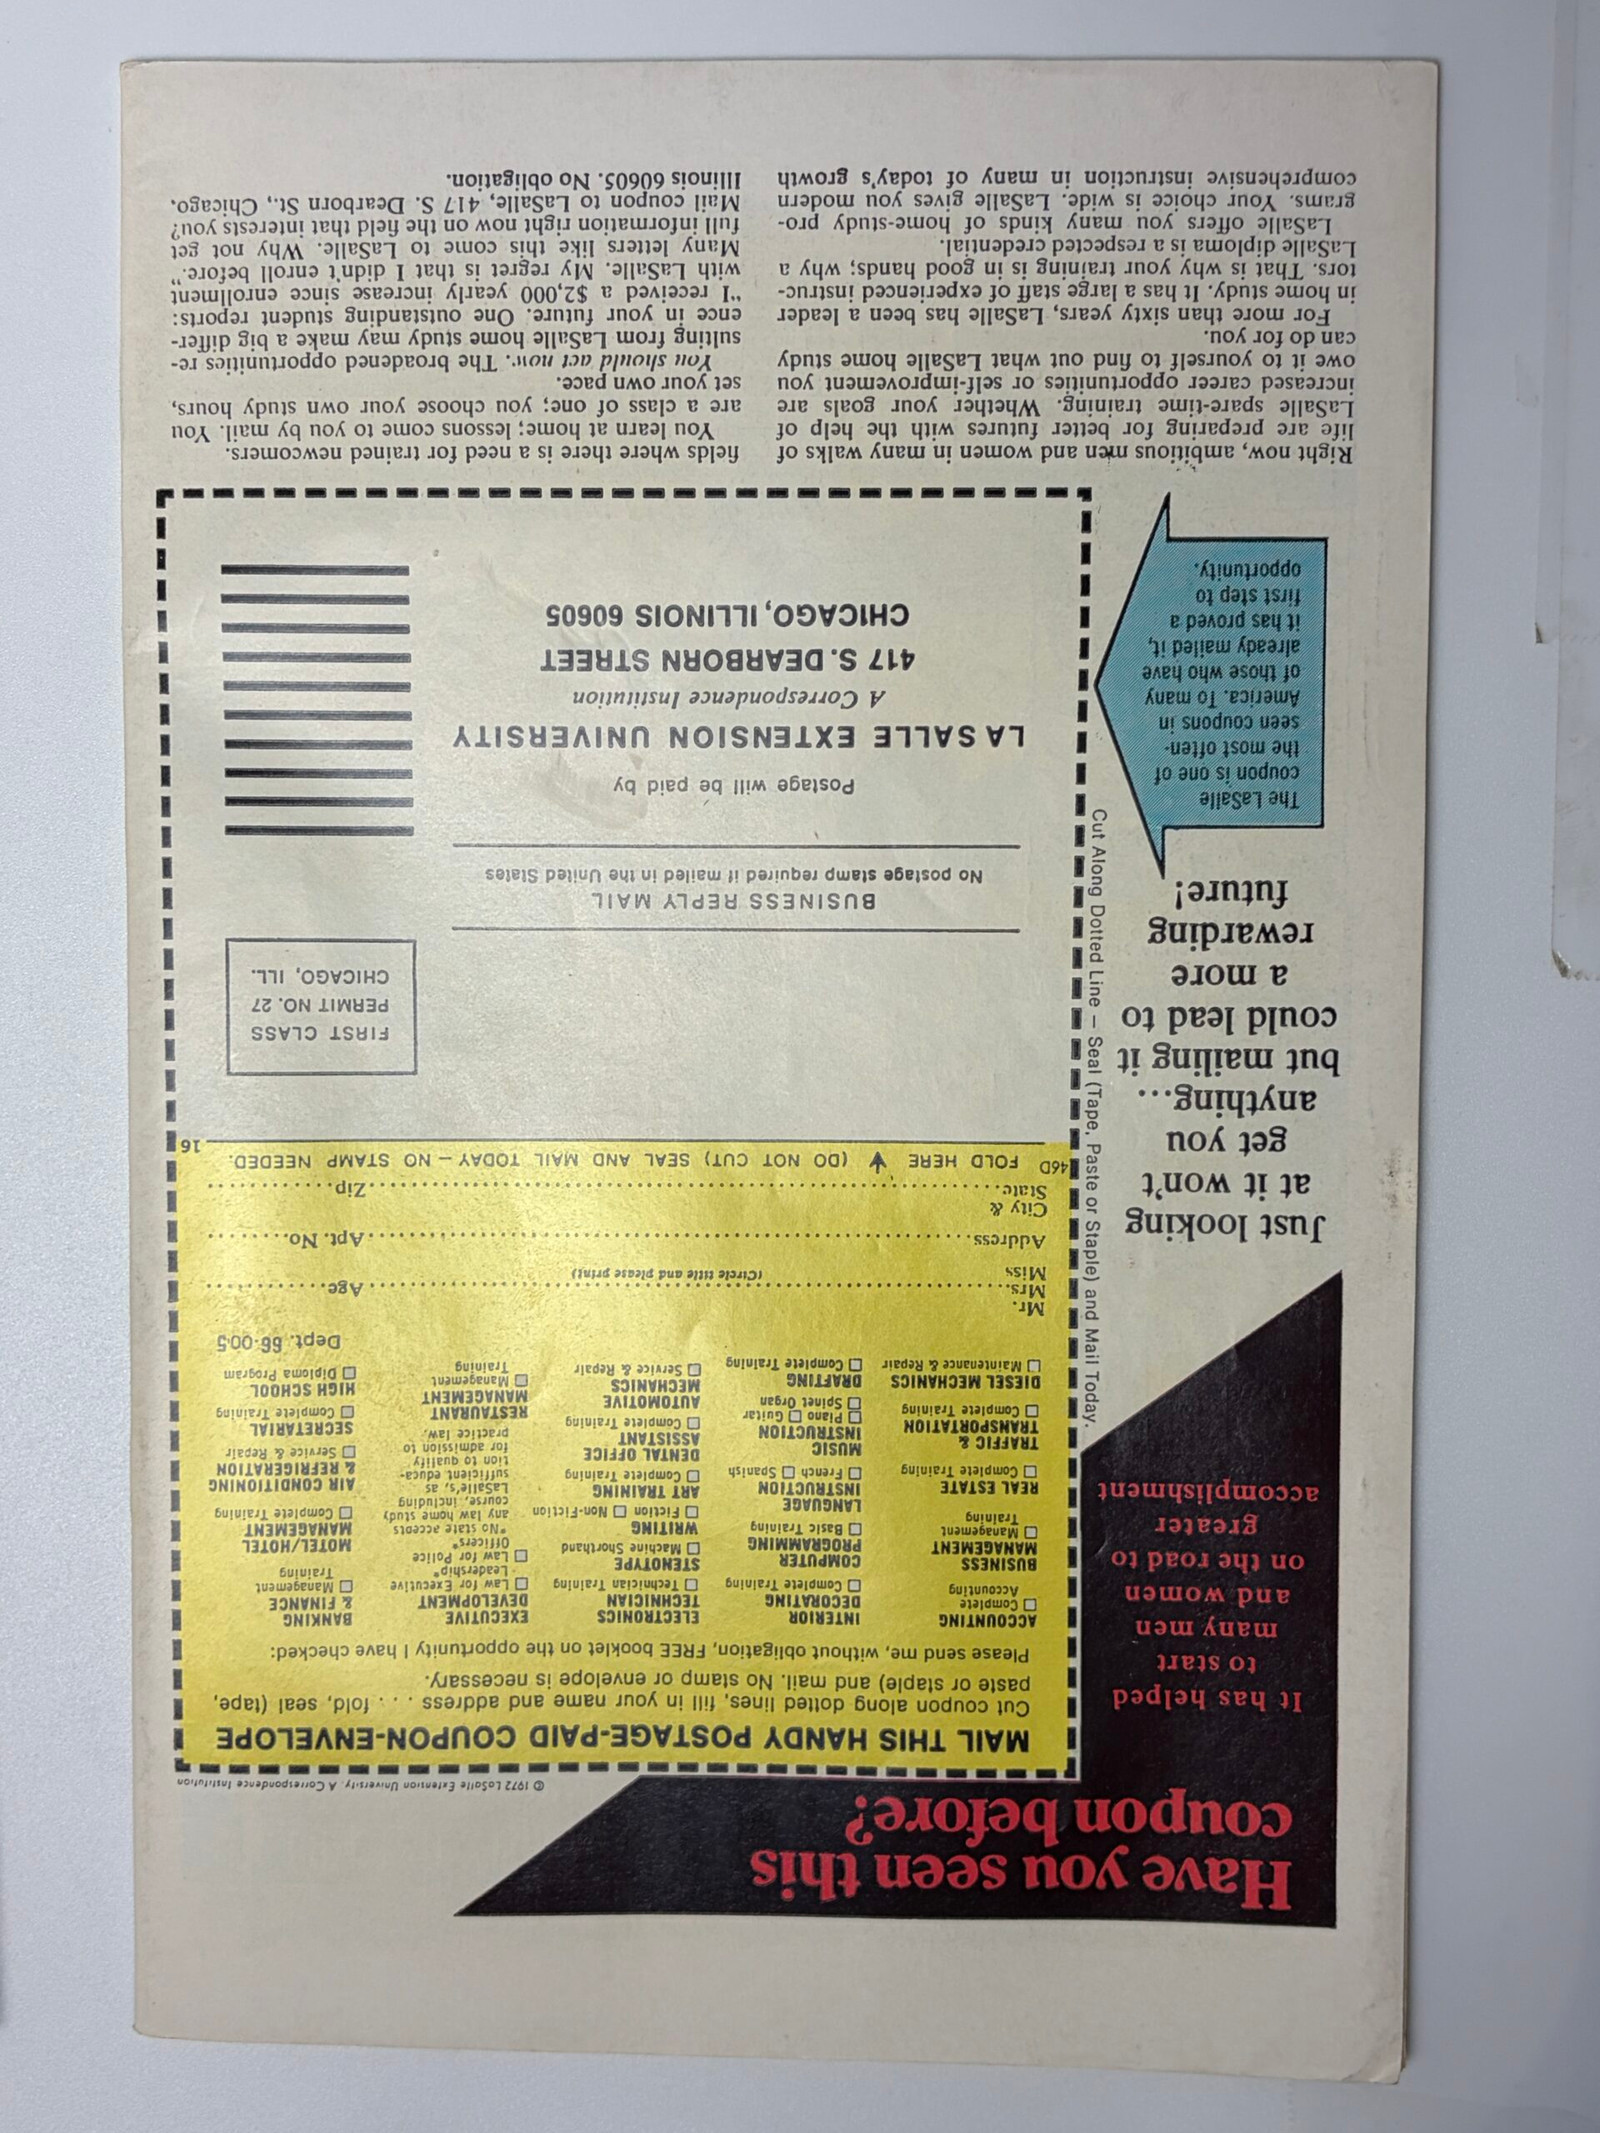 Have you seen this
coupon before?
It has helped
to start
many men
and women
on the road to
greater
accomplishment
Just looking
at it won't
get you
anything...
but mailing it
could lead to
a more
rewarding
future!
The LaSalle
coupon is one of
the most often-
seen coupons in
America. To many
of those who have
already mailed it,
it has proved a
first step to
opportunity.
© 1972 LaSalle Extension University, A Correspondence Institution
MAIL THIS HANDY POSTAGE-PAID COUPON-ENVELOPE
Cut coupon along dotted lines, fill in your name and address . . . fold, seal (tape,
paste or staple) and mail. No stamp or envelope is necessary.
Please send me, without obligation, FREE booklet on the opportunity I have checked:
ACCOUNTING
☐ Complete
Accounting
BUSINESS
MANAGEMENT
☐ Management
Training
REAL ESTATE
☐ Complete Training
TRAFFIC &
TRANSPORTATION
☐ Complete Training
DIESEL MECHANICS
☐ Maintenance & Repair
INTERIOR
DECORATING
☐ Complete Training
COMPUTER
PROGRAMMING
☐ Basic Training
LANGUAGE
INSTRUCTION
☐ French ☐ Spanish
MUSIC
INSTRUCTION
☐ Piano ☐ Guitar
☐ Spinet Organ
DRAFTING
☐ Complete Training
ELECTRONICS
TECHNICIAN
☐ Technician Training
STENOTYPE
☐ Machine Shorthand
WRITING
☐ Fiction ☐ Non-Fiction
ART TRAINING
☐ Complete Training
DENTAL OFFICE
ASSISTANT
☐ Complete Training
AUTOMOTIVE
MECHANICS
☐ Service & Repair
EXECUTIVE
DEVELOPMENT
☐ Law for Executive
Leadership*
☐ Law for Police
Officers*
*No state accepts
any law home study
course, including
LaSalle's, as
sufficient educa-
tion to qualify
for admission to
practice law.
RESTAURANT
MANAGEMENT
☐ Management
Training
BANKING
& FINANCE
☐ Management
Training
MOTEL/HOTEL
MANAGEMENT
☐ Complete Training
AIR CONDITIONING
& REFRIGERATION
☐ Service & Repair
SECRETARIAL
☐ Complete Training
HIGH SCHOOL
☐ Diploma Program
Dept. 66-005
Mr.
Mrs. Age
Miss (Circle title and please print)
Address Apt. No.
City &
State Zip
46D FOLD HERE (DO NOT CUT) SEAL AND MAIL TODAY — NO STAMP NEEDED. 16
FIRST CLASS
PERMIT NO. 27
CHICAGO, ILL.
BUSINESS REPLY MAIL
No postage stamp required if mailed in the United States
Postage will be paid by
LA SALLE EXTENSION UNIVERSITY
A Correspondence Institution
417 S. DEARBORN STREET
CHICAGO, ILLINOIS 60605
Cut Along Dotted Line — Seal (Tape, Paste or Staple) and Mail Today.
Right now, ambitious men and women in many walks of
life are preparing for better futures with the help of
LaSalle spare-time training. Whether your goals are
increased career opportunities or self-improvement you
owe it to yourself to find out what LaSalle home study
can do for you.
For more than sixty years, LaSalle has been a leader
in home study. It has a large staff of experienced instruc-
tors. That is why your training is in good hands; why a
LaSalle diploma is a respected credential.
LaSalle offers you many kinds of home-study pro-
grams. Your choice is wide. LaSalle gives you modern
comprehensive instruction in many of today's growth
fields where there is a need for trained newcomers.
You learn at home; lessons come to you by mail. You
are a class of one; you choose your own study hours,
set your own pace.
You should act now. The broadened opportunities re-
sulting from LaSalle home study may make a big differ-
ence in your future. One outstanding student reports:
"I received a $2,000 yearly increase since enrollment
with LaSalle. My regret is that I didn't enroll before."
Many letters like this come to LaSalle. Why not get
full information right now on the field that interests you?
Mail coupon to LaSalle, 417 S. Dearborn St., Chicago,
Illinois 60605. No obligation.